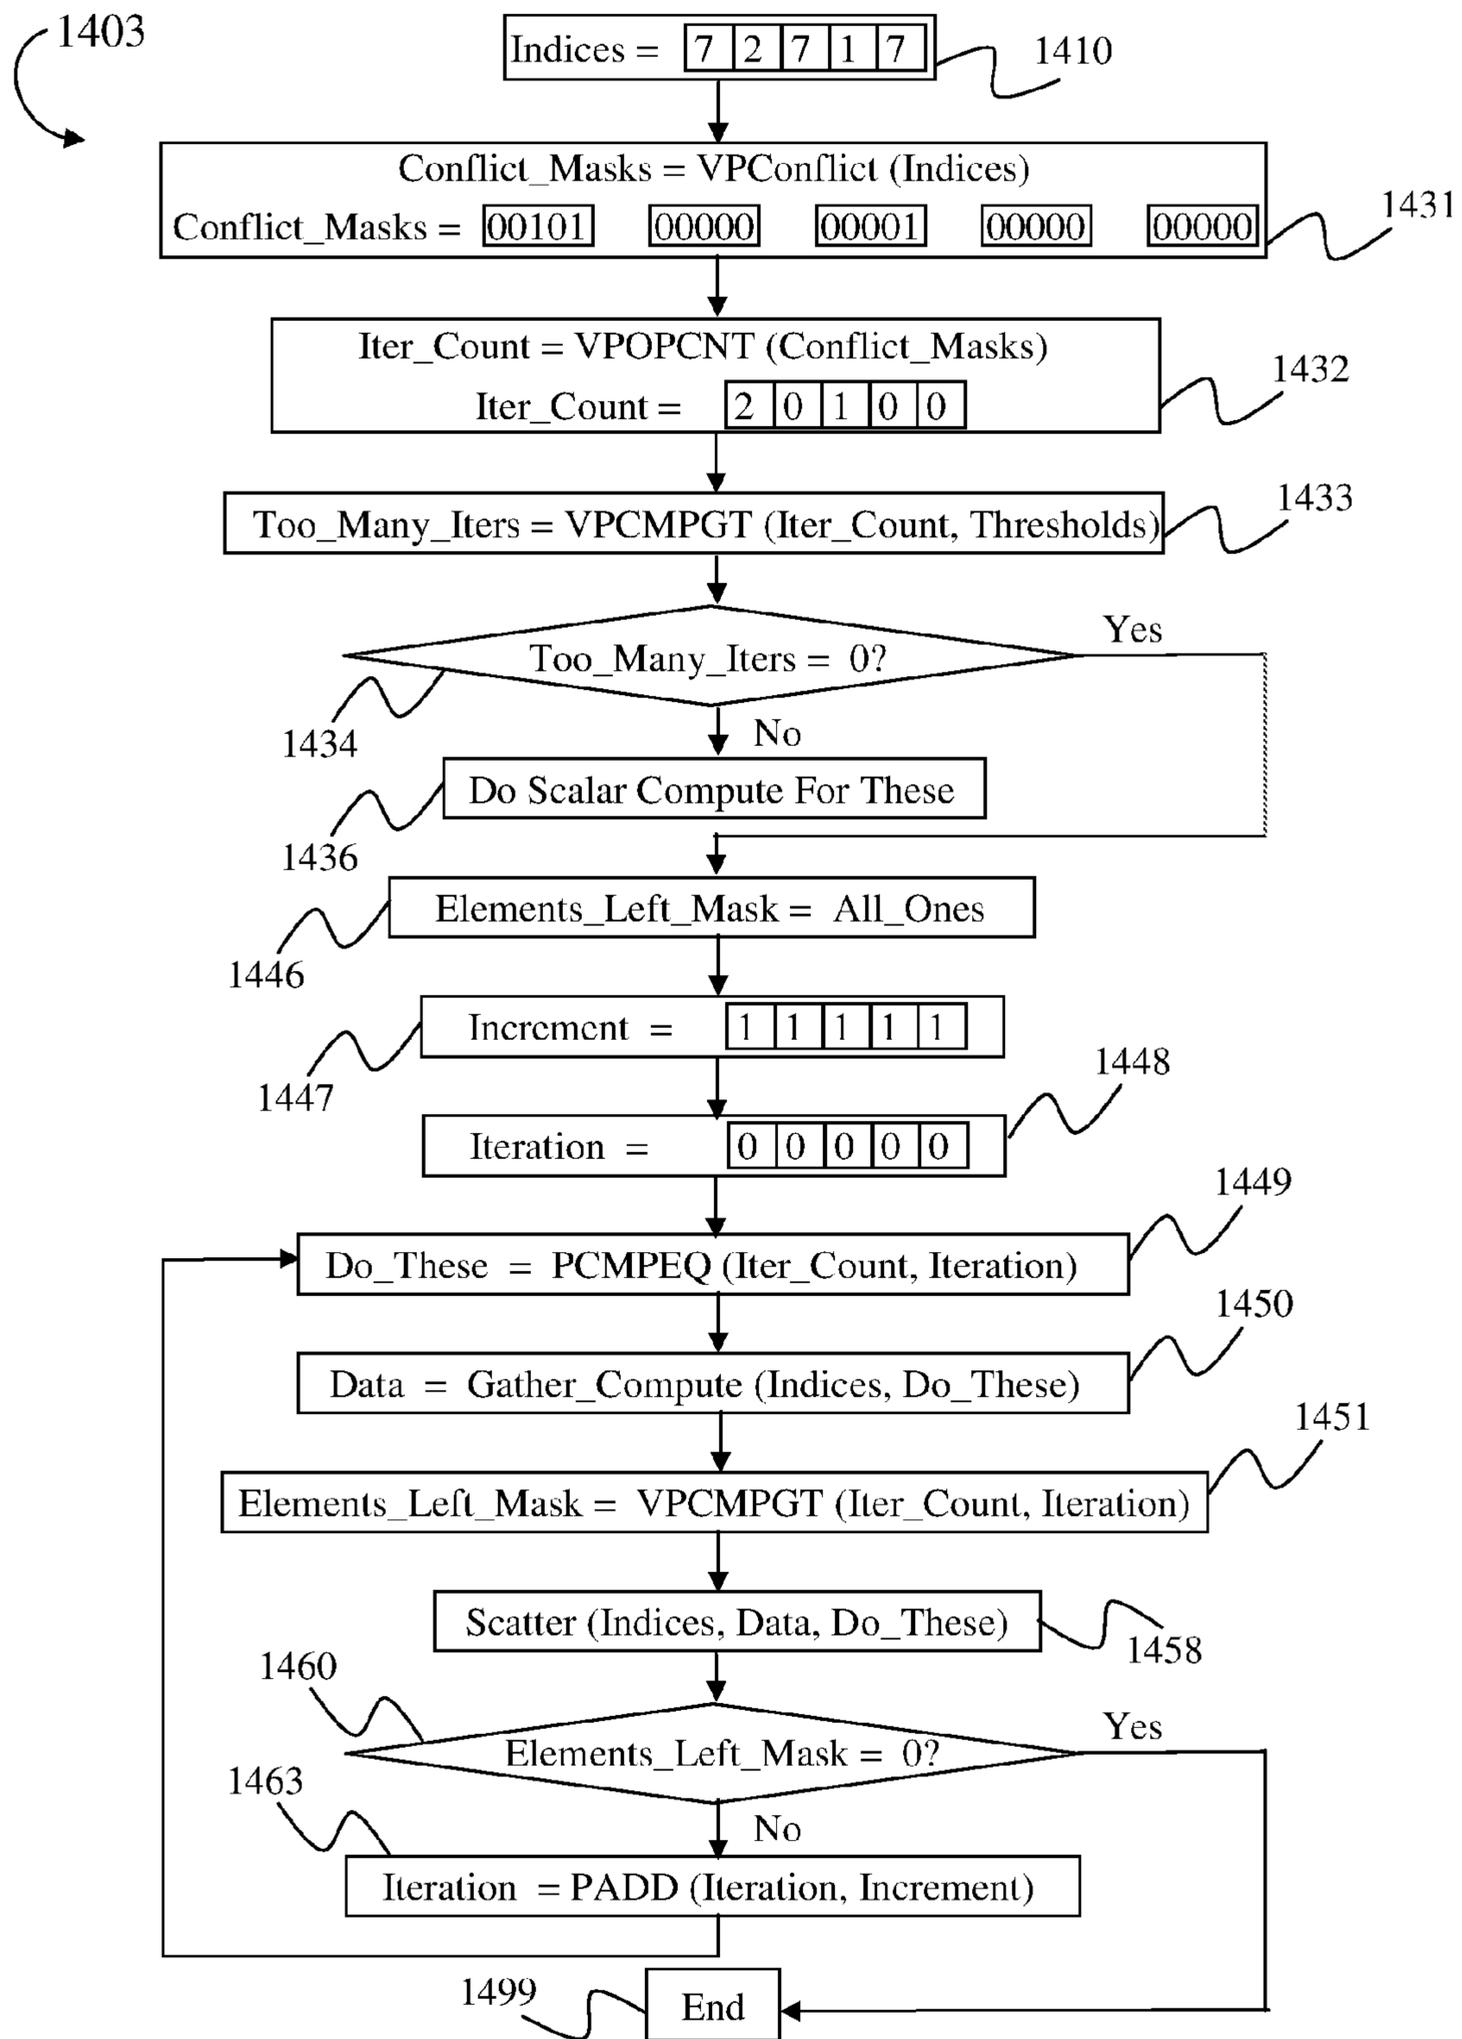 1403
Indices = 7 2 7 1 7
1410
Conflict_Masks = VPConflict (Indices)
Conflict_Masks = 00101 00000 00001 00000 00000
1431
Iter_Count = VPOPCNT (Conflict_Masks)
Iter_Count = 2 0 1 0 0
1432
Too_Many_Iters = VPCMPGT (Iter_Count, Thresholds)
1433
Too_Many_Iters = 0?
Yes
1434
No
Do Scalar Compute For These
1436
Elements_Left_Mask = All_Ones
1446
Increment = 1 1 1 1 1
1447
Iteration = 0 0 0 0 0
1448
Do_These = PCMPEQ (Iter_Count, Iteration)
1449
Data = Gather_Compute (Indices, Do_These)
1450
Elements_Left_Mask = VPCMPGT (Iter_Count, Iteration)
1451
Scatter (Indices, Data, Do_These)
1458
1460
Elements_Left_Mask = 0?
Yes
1463
No
Iteration = PADD (Iteration, Increment)
1499
End